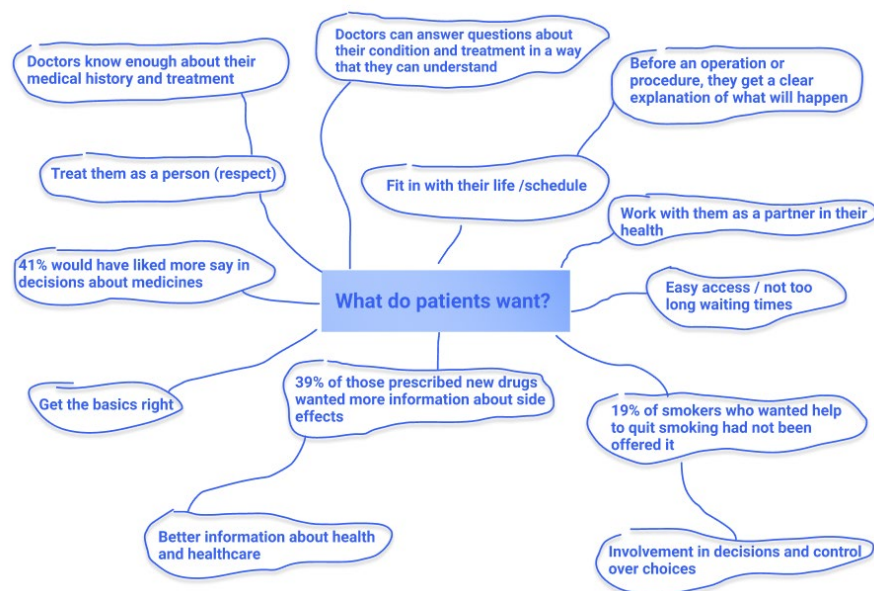 Doctors know enough about their
medical history and treatment
Doctors can answer questions about
their condition and treatment in a way
that they can understand
Before an operation or
procedure, they get a clear
explanation of what will happen
Treat them as a person (respect)
Fit in with their life /schedule
Work with them as a partner in their
health
41% would have liked more say in
decisions about medicines
What do patients want?
Easy access / not too
long waiting times
Get the basics right
39% of those prescribed new drugs
wanted more information about side
effects
19% of smokers who wanted help
to quit smoking had not been
offered it
Better information about health
and healthcare
Involvement in decisions and control
over choices